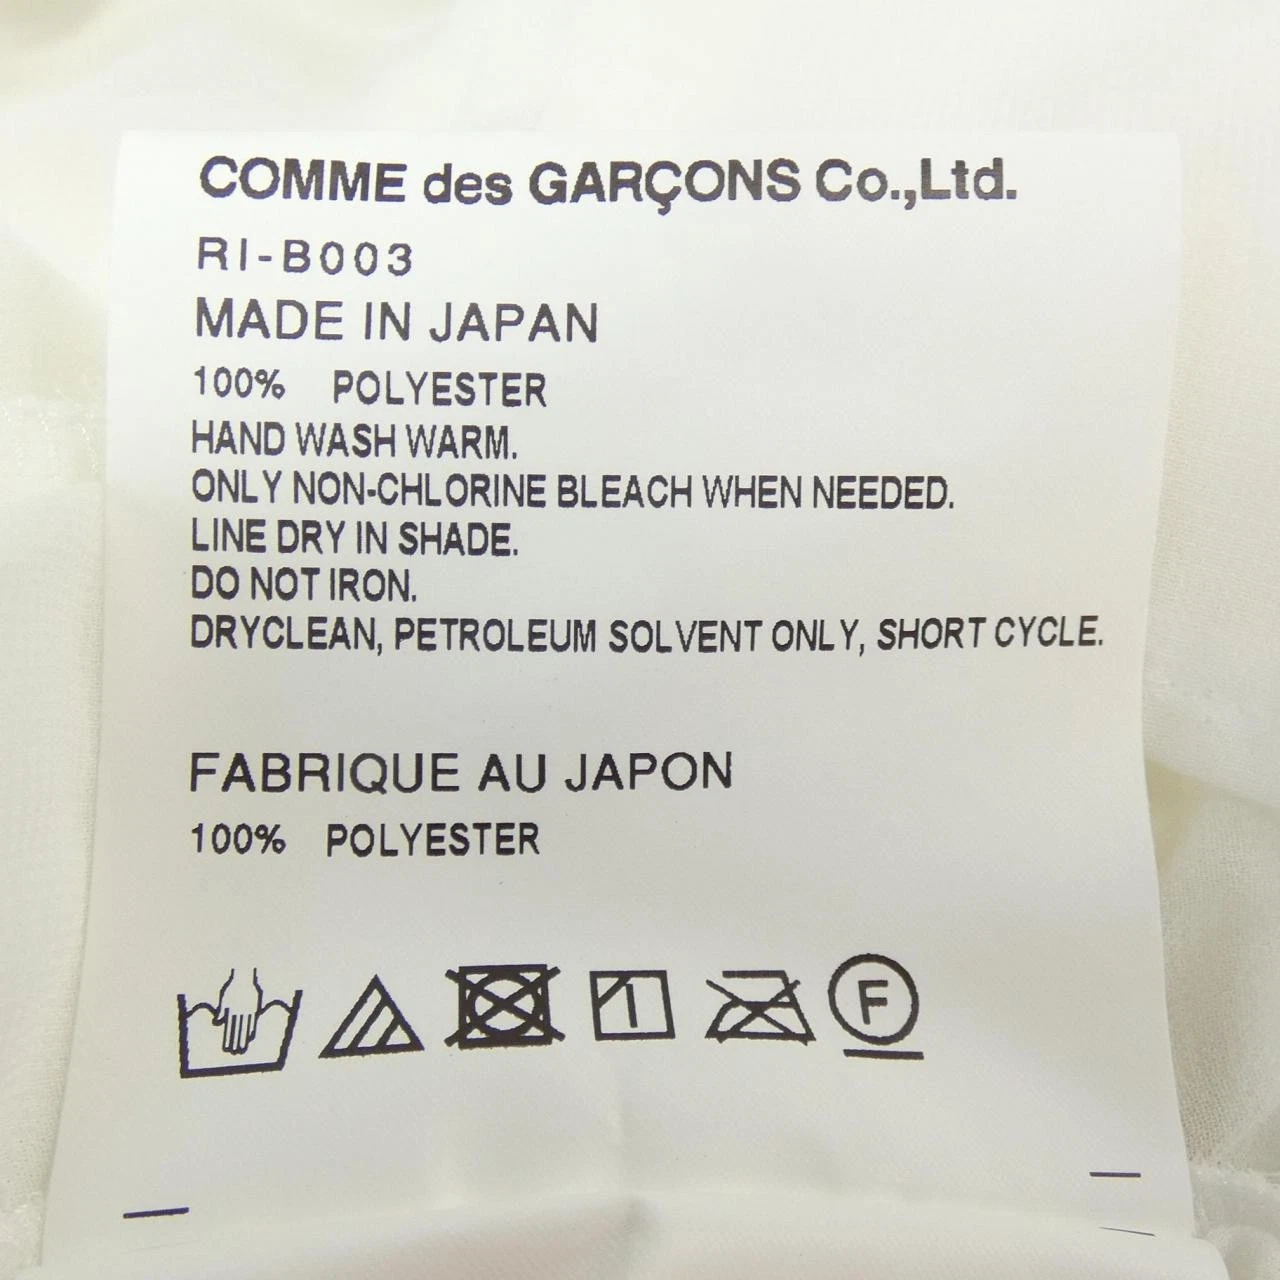 COMME des GARÇONS Co.,Ltd.
RI-B003
MADE IN JAPAN
100% POLYESTER
HAND WASH WARM.
ONLY NON-CHLORINE BLEACH WHEN NEEDED.
LINE DRY IN SHADE.
DO NOT IRON.
DRYCLEAN, PETROLEUM SOLVENT ONLY, SHORT CYCLE.
FABRIQUE AU JAPON
100% POLYESTER
F